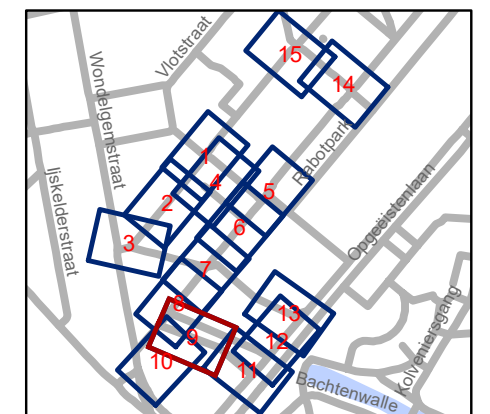 Vlotstraat
15
14
Wondelgemstraat
Rabotpark
1
4
5
2
Ijskelderstraat
3
6
Opgeëistenlaan
7
8
13
9
12
10
11
Kolveniersgang
Bachtenwalle